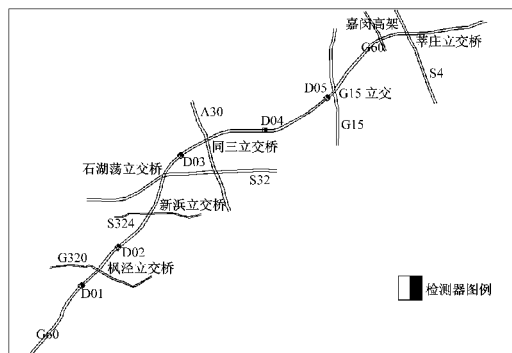 嘉闵高架
G60
莘庄立交桥
S4
D05
G15 立交
G15
A30
D04
同三立交桥
D03
石湖荡立交桥
S32
新浜立交桥
S324
D02
G320
枫泾立交桥
D01
检测器图例
G60